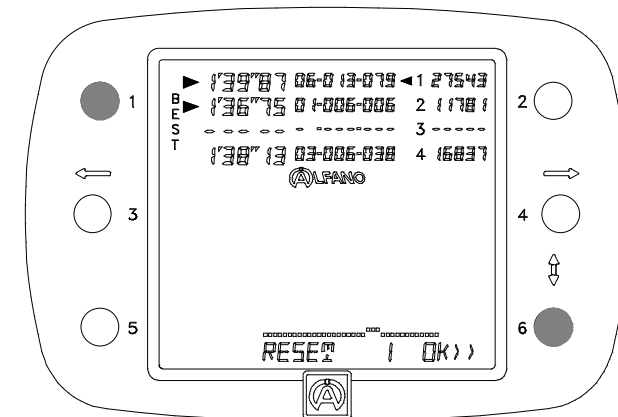 1'39"87 06-013-079 1 27543
1 BEST 1'36"75 01-006-006 2 11781 2
- - - - - - - ----- 3 -----
1'38"13 03-006-038 4 16837
ALFANO
3 4
5 6
RESET 1 OK>>